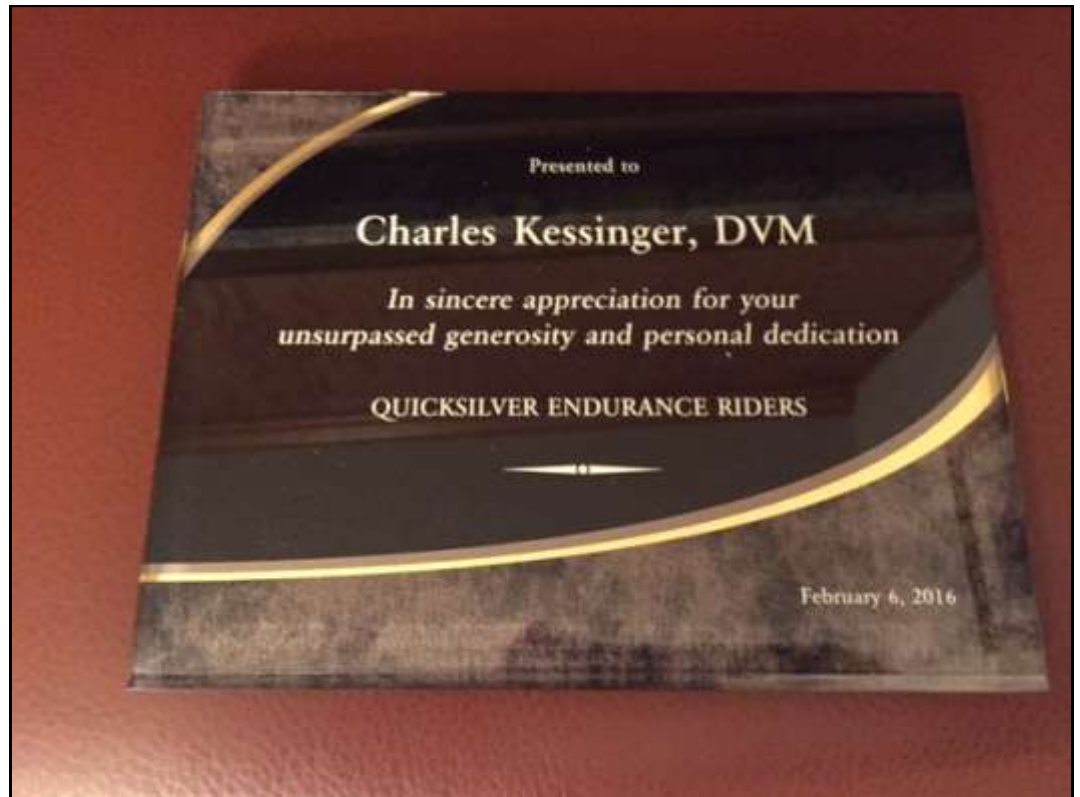 Presented to
Charles Kessinger, DVM
In sincere appreciation for your
unsurpassed generosity and personal dedication
QUICKSILVER ENDURANCE RIDERS
February 6, 2016